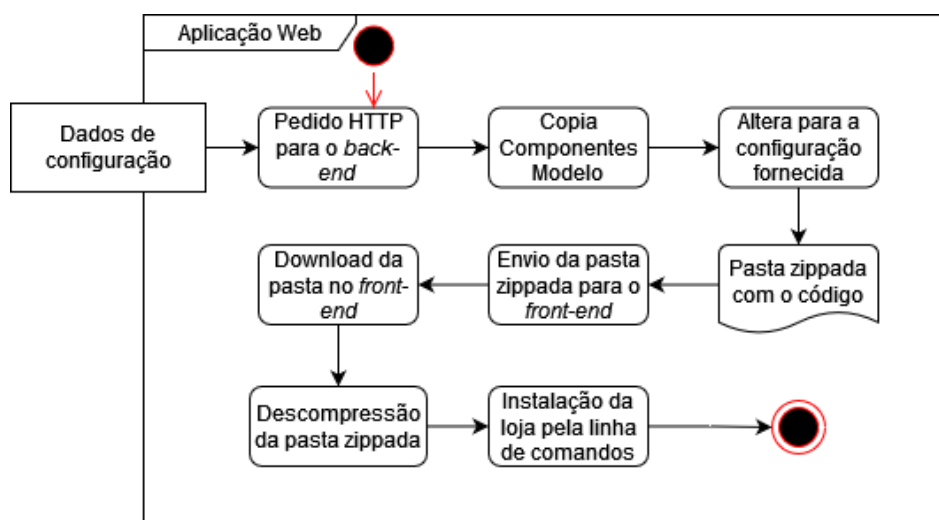 Aplicação Web
Dados de
configuração
Pedido HTTP
para o back-
end
Copia
Componentes
Modelo
Altera para a
configuração
fornecida
Download da
pasta no front-
end
Envio da pasta
zippada para o
front-end
Pasta zippada
com o código
Descompressão
da pasta zippada
Instalação da
loja pela linha
de comandos